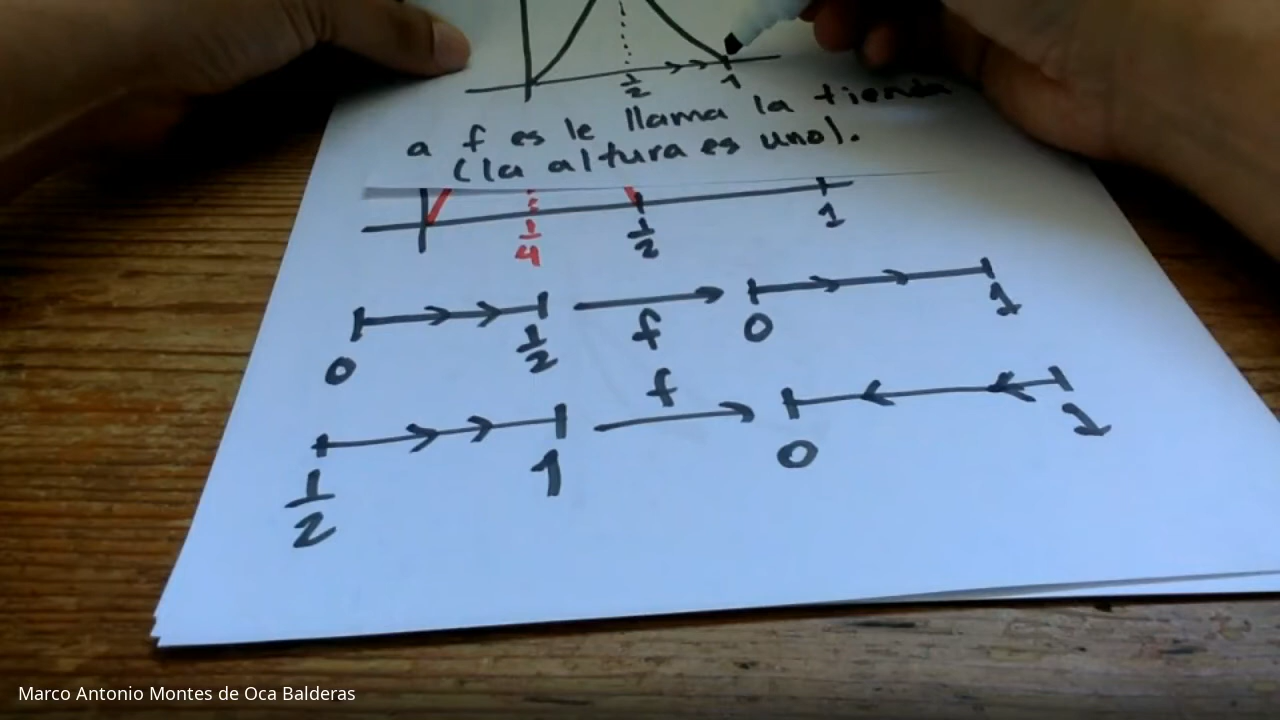 1/2 1
a f es le llama la tienda
(la altura es uno).
1/4 1/2 1
0 1/2 f 0 1
1/2 1 f 0 1
Marco Antonio Montes de Oca Balderas